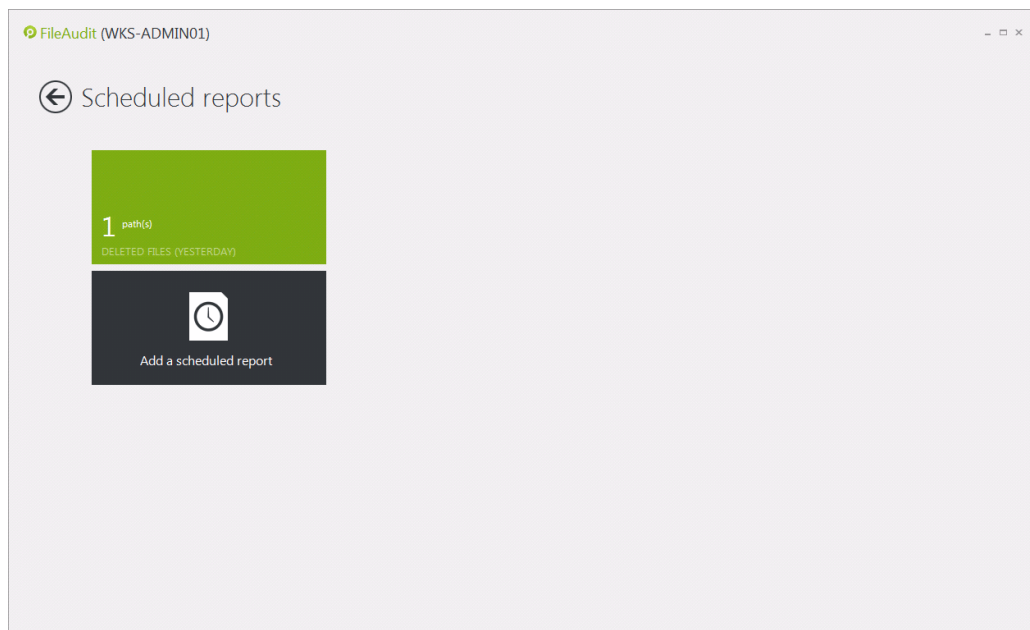 FileAudit (WKS-ADMIN01)
Scheduled reports
1 path(s)
DELETED FILES (YESTERDAY)
Add a scheduled report